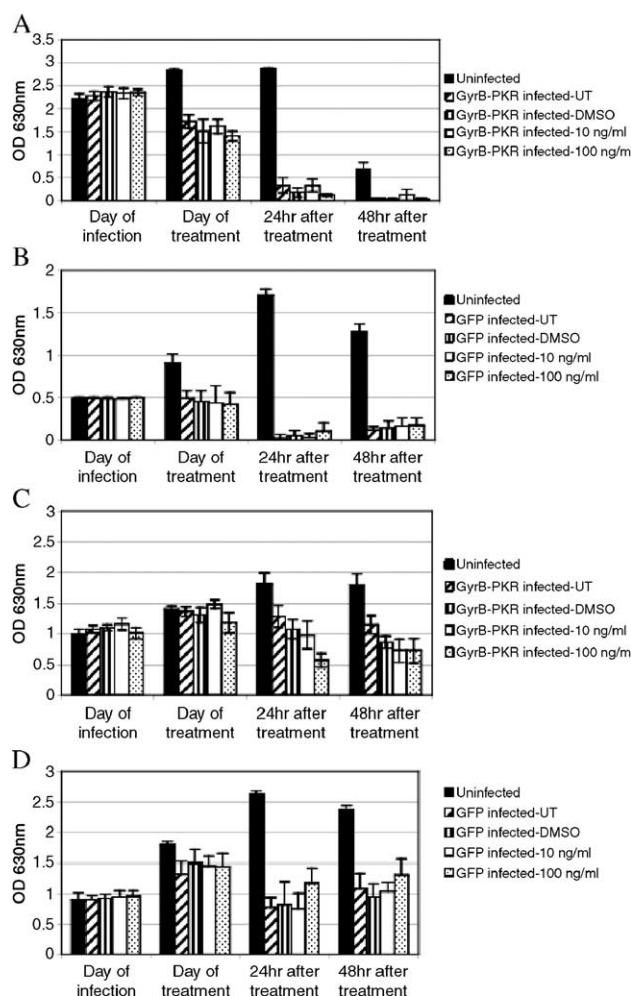 A
OD 630nm
3.5
3
2.5
2
1.5
1
0.5
0
Day of infection
Day of treatment
24hr after treatment
48hr after treatment
Uninfected
GyrB-PKR infected-UT
GyrB-PKR infected-DMSO
GyrB-PKR infected-10 ng/ml
GyrB-PKR infected-100 ng/m
B
OD 630nm
2
1.5
1
0.5
0
Day of infection
Day of treatment
24hr after treatment
48hr after treatment
Uninfected
GFP infected-UT
GFP infected-DMSO
GFP infected-10 ng/ml
GFP infected-100 ng/ml
C
OD 630nm
3
2.5
2
1.5
1
0.5
0
Day of infection
Day of treatment
24hr after treatment
48hr after treatment
Uninfected
GyrB-PKR infected-UT
GyrB-PKR infected-DMSO
GyrB-PKR infected-10 ng/ml
GyrB-PKR infected-100 ng/m
D
OD 630nm
3
2.5
2
1.5
1
0.5
0
Day of infection
Day of treatment
24hr after treatment
48hr after treatment
Uninfected
GFP infected-UT
GFP infected-DMSO
GFP infected-10 ng/ml
GFP infected-100 ng/ml